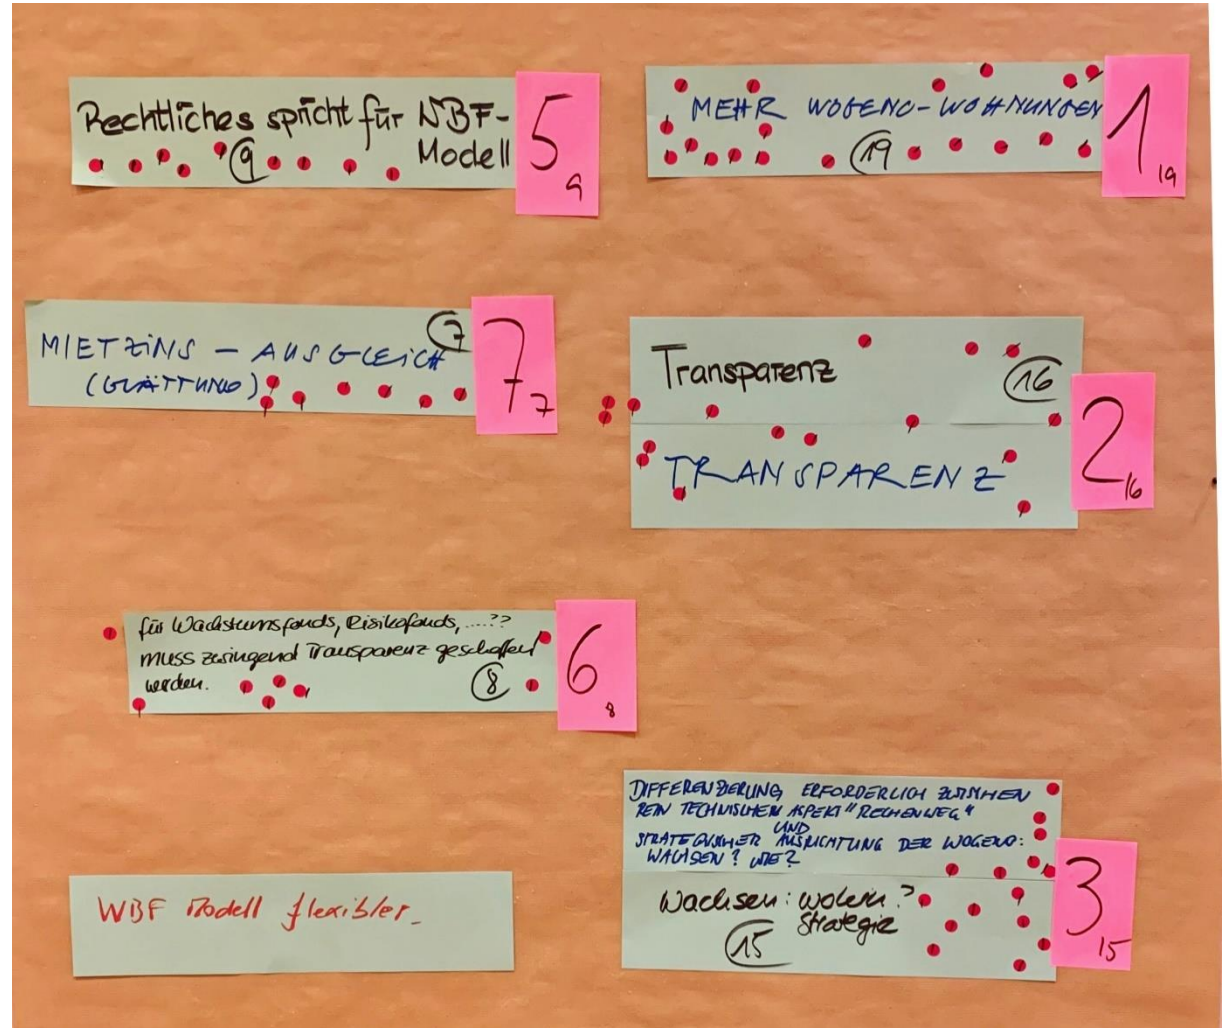 Rechtliches spricht für WBF-
Modell
9
5
9
MEHR WOGENO-WOHNUNGEN
19
1
19
MIETZINS - AUSGLEICH
(GLÄTTUNG)
7
7
7
Transparenz
16
TRANSPARENZ
2
16
für Wachstumsfonds, Risikofonds, .....??
muss zwingend Transparenz geschaffen
werden.
8
6
8
DIFFERENZIERUNG ERFORDERLICH ZWISCHEN
REIN TECHNISCHEM ASPEKT "RECHENWEG"
UND
STRATEGISCHER AUSRICHTUNG DER WOGENO:
WACHSEN? WIE?
Wachsen: wohin?
Strategie
15
3
15
WBF Modell flexibler